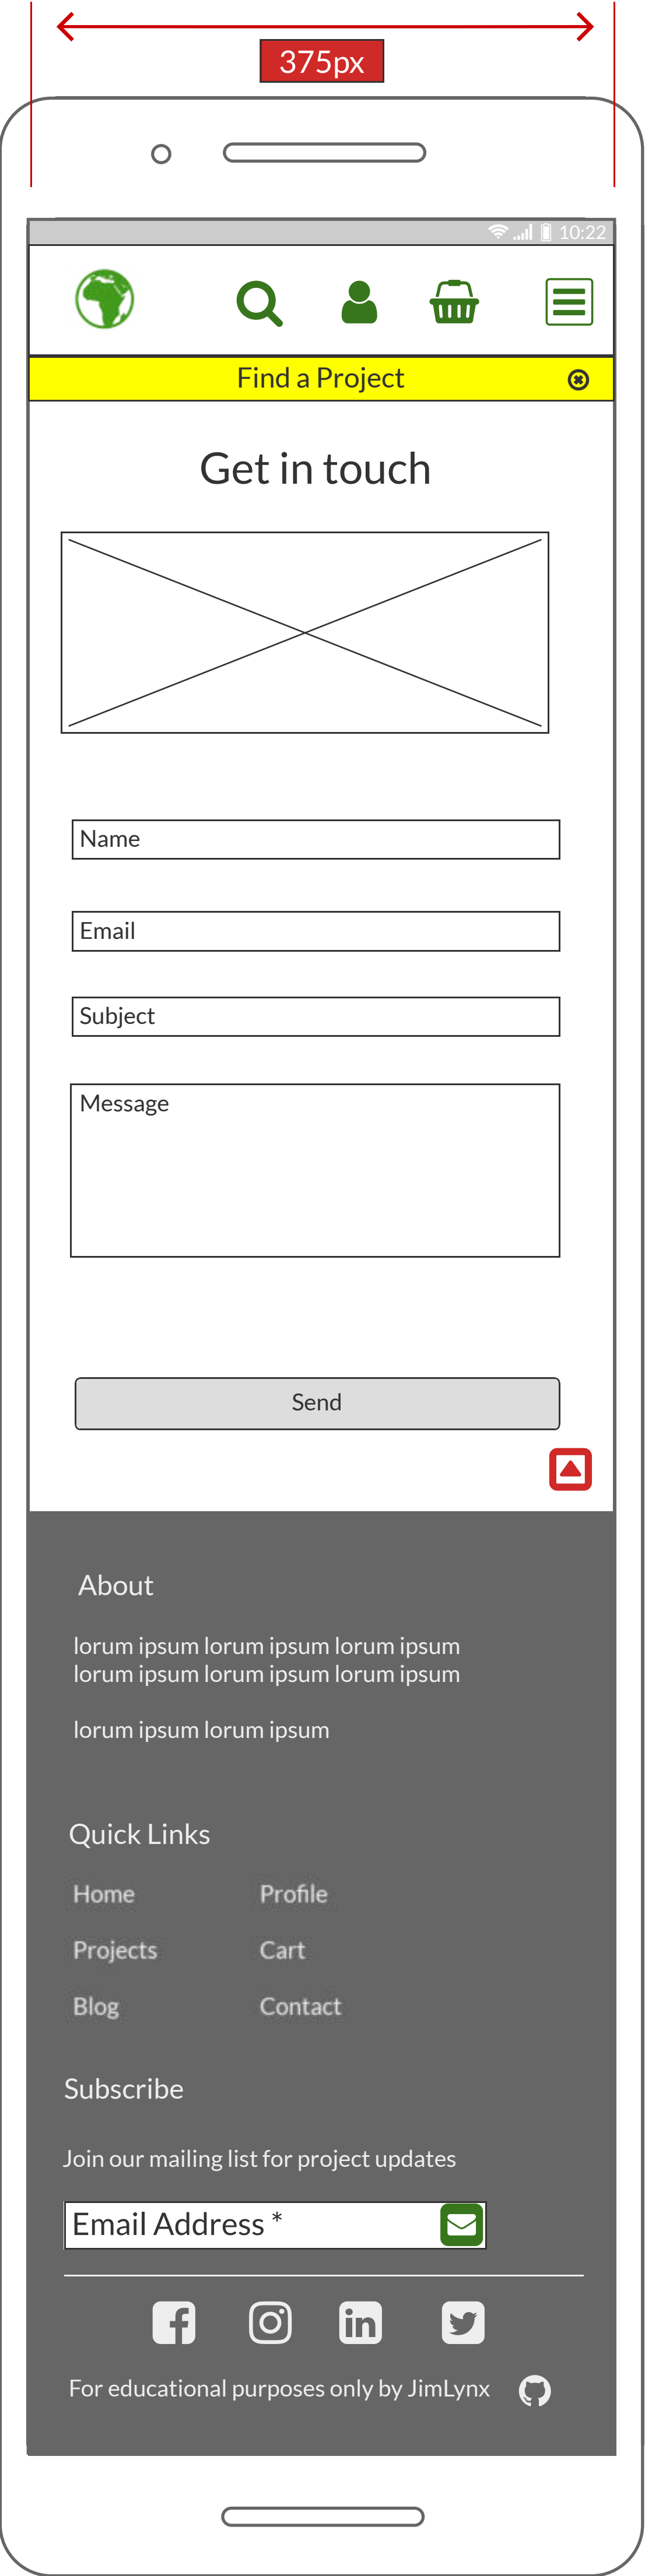 375px
10:22
Find a Project
Get in touch
Name
Email
Subject
Message
Send
About
lorum ipsum lorum ipsum lorum ipsum
lorum ipsum lorum ipsum lorum ipsum
lorum ipsum lorum ipsum
Quick Links
Home Profile
Projects Cart
Blog Contact
Subscribe
Join our mailing list for project updates
Email Address *
For educational purposes only by JimLynx